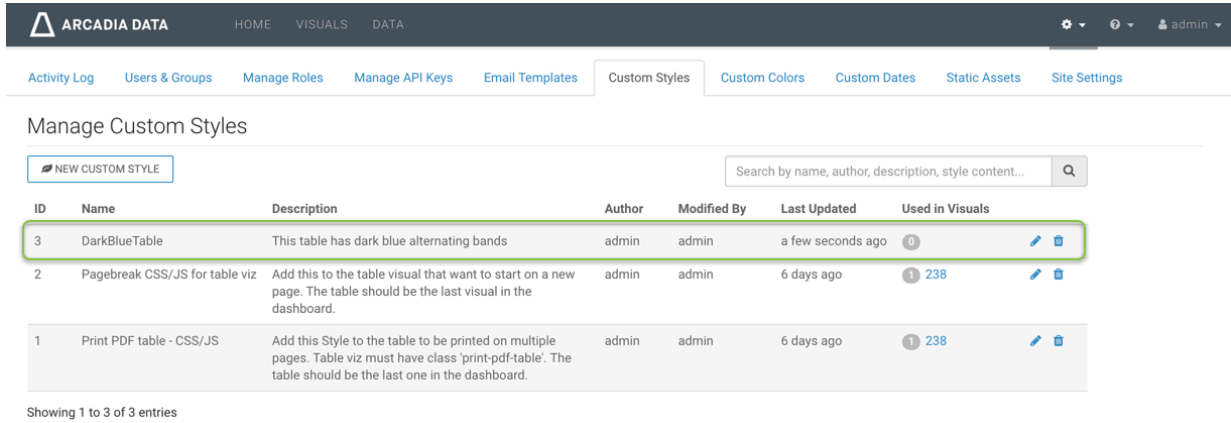 ARCADIA DATA HOME VISUALS DATA admin
Activity Log Users & Groups Manage Roles Manage API Keys Email Templates Custom Styles Custom Colors Custom Dates Static Assets Site Settings
Manage Custom Styles
NEW CUSTOM STYLE Search by name, author, description, style content...
ID Name Description Author Modified By Last Updated Used in Visuals
3 DarkBlueTable This table has dark blue alternating bands admin admin a few seconds ago 0
2 Pagebreak CSS/JS for table viz Add this to the table visual that want to start on a new admin admin 6 days ago 1 238
page. The table should be the last visual in the
dashboard.
1 Print PDF table - CSS/JS Add this Style to the table to be printed on multiple admin admin 6 days ago 1 238
pages. Table viz must have class 'print-pdf-table'. The
table should be the last one in the dashboard.
Showing 1 to 3 of 3 entries